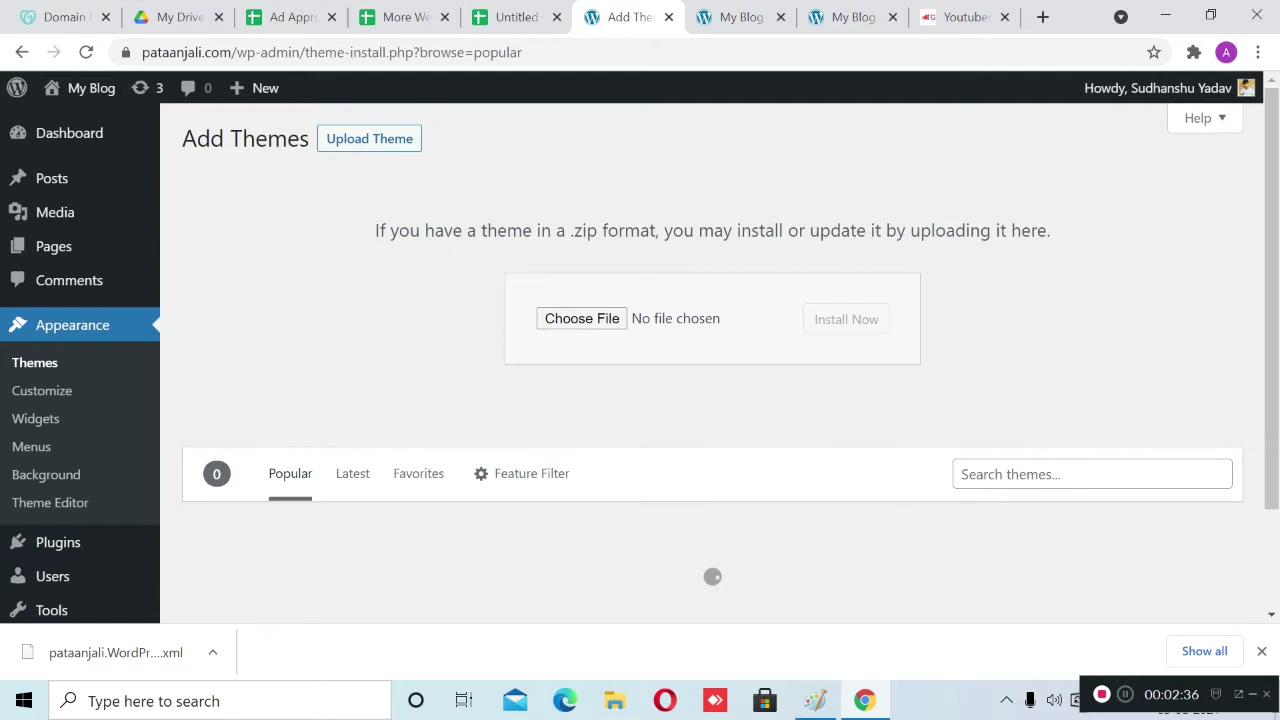 Domain
My Drive
Ad Appro
More We
Untitled
Add The
My Blog
My Blog
Youtube
pataanjali.com/wp-admin/theme-install.php?browse=popular
A
My Blog 3 0 New
Howdy, Sudhanshu Yadav
Help
Dashboard
Posts
Media
Pages
Comments
Appearance
Themes
Customize
Widgets
Menus
Background
Theme Editor
Plugins
Users
Tools
Add Themes Upload Theme
If you have a theme in a .zip format, you may install or update it by uploading it here.
Choose File No file chosen Install Now
0 Popular Latest Favorites Feature Filter Search themes...
pataanjali.WordPr....xml
Show all
Type here to search
00:02:36